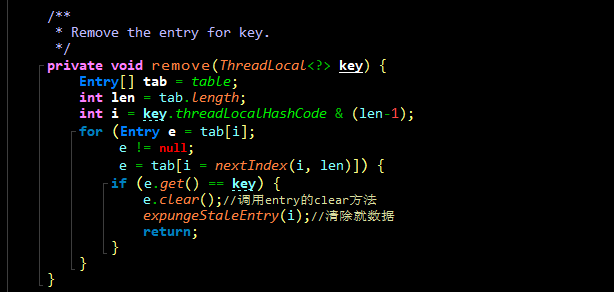 /**
 * Remove the entry for key.
 */
private void remove(ThreadLocal<?> key) {
    Entry[] tab = table;
    int len = tab.length;
    int i = key.threadLocalHashCode & (len-1);
    for (Entry e = tab[i];
         e != null;
         e = tab[i = nextIndex(i, len)]) {
        if (e.get() == key) {
            e.clear();//调用entry的clear方法
            expungeStaleEntry(i);//清除就数据
            return;
        }
    }
}